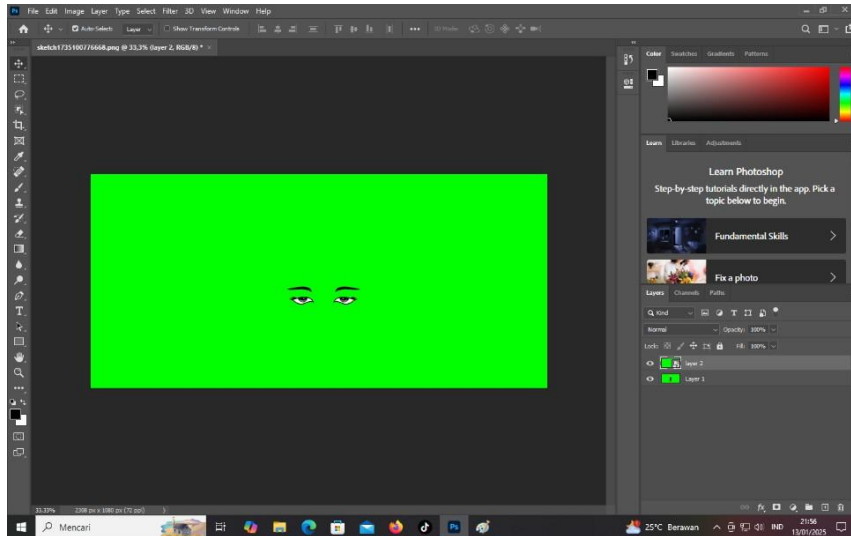 Ps File Edit Image Layer Type Select Filter 3D View Window Help
Auto-Select: Layer Show Transform Controls 3D Mode:
sketch1735100776668.png @ 33,3% (layer 2, RGB/8) *
Color Swatches Gradients Patterns
Learn Libraries Adjustments
Learn Photoshop
Step-by-step tutorials directly in the app. Pick a
topic below to begin.
Fundamental Skills
Fix a photo
Layers Channels Paths
Kind
Normal Opacity: 100%
Lock: Fill: 100%
layer 2
Layer 1
33.33%
Mencari
Ps
25°C Berawan IND 21:56
13/01/2025